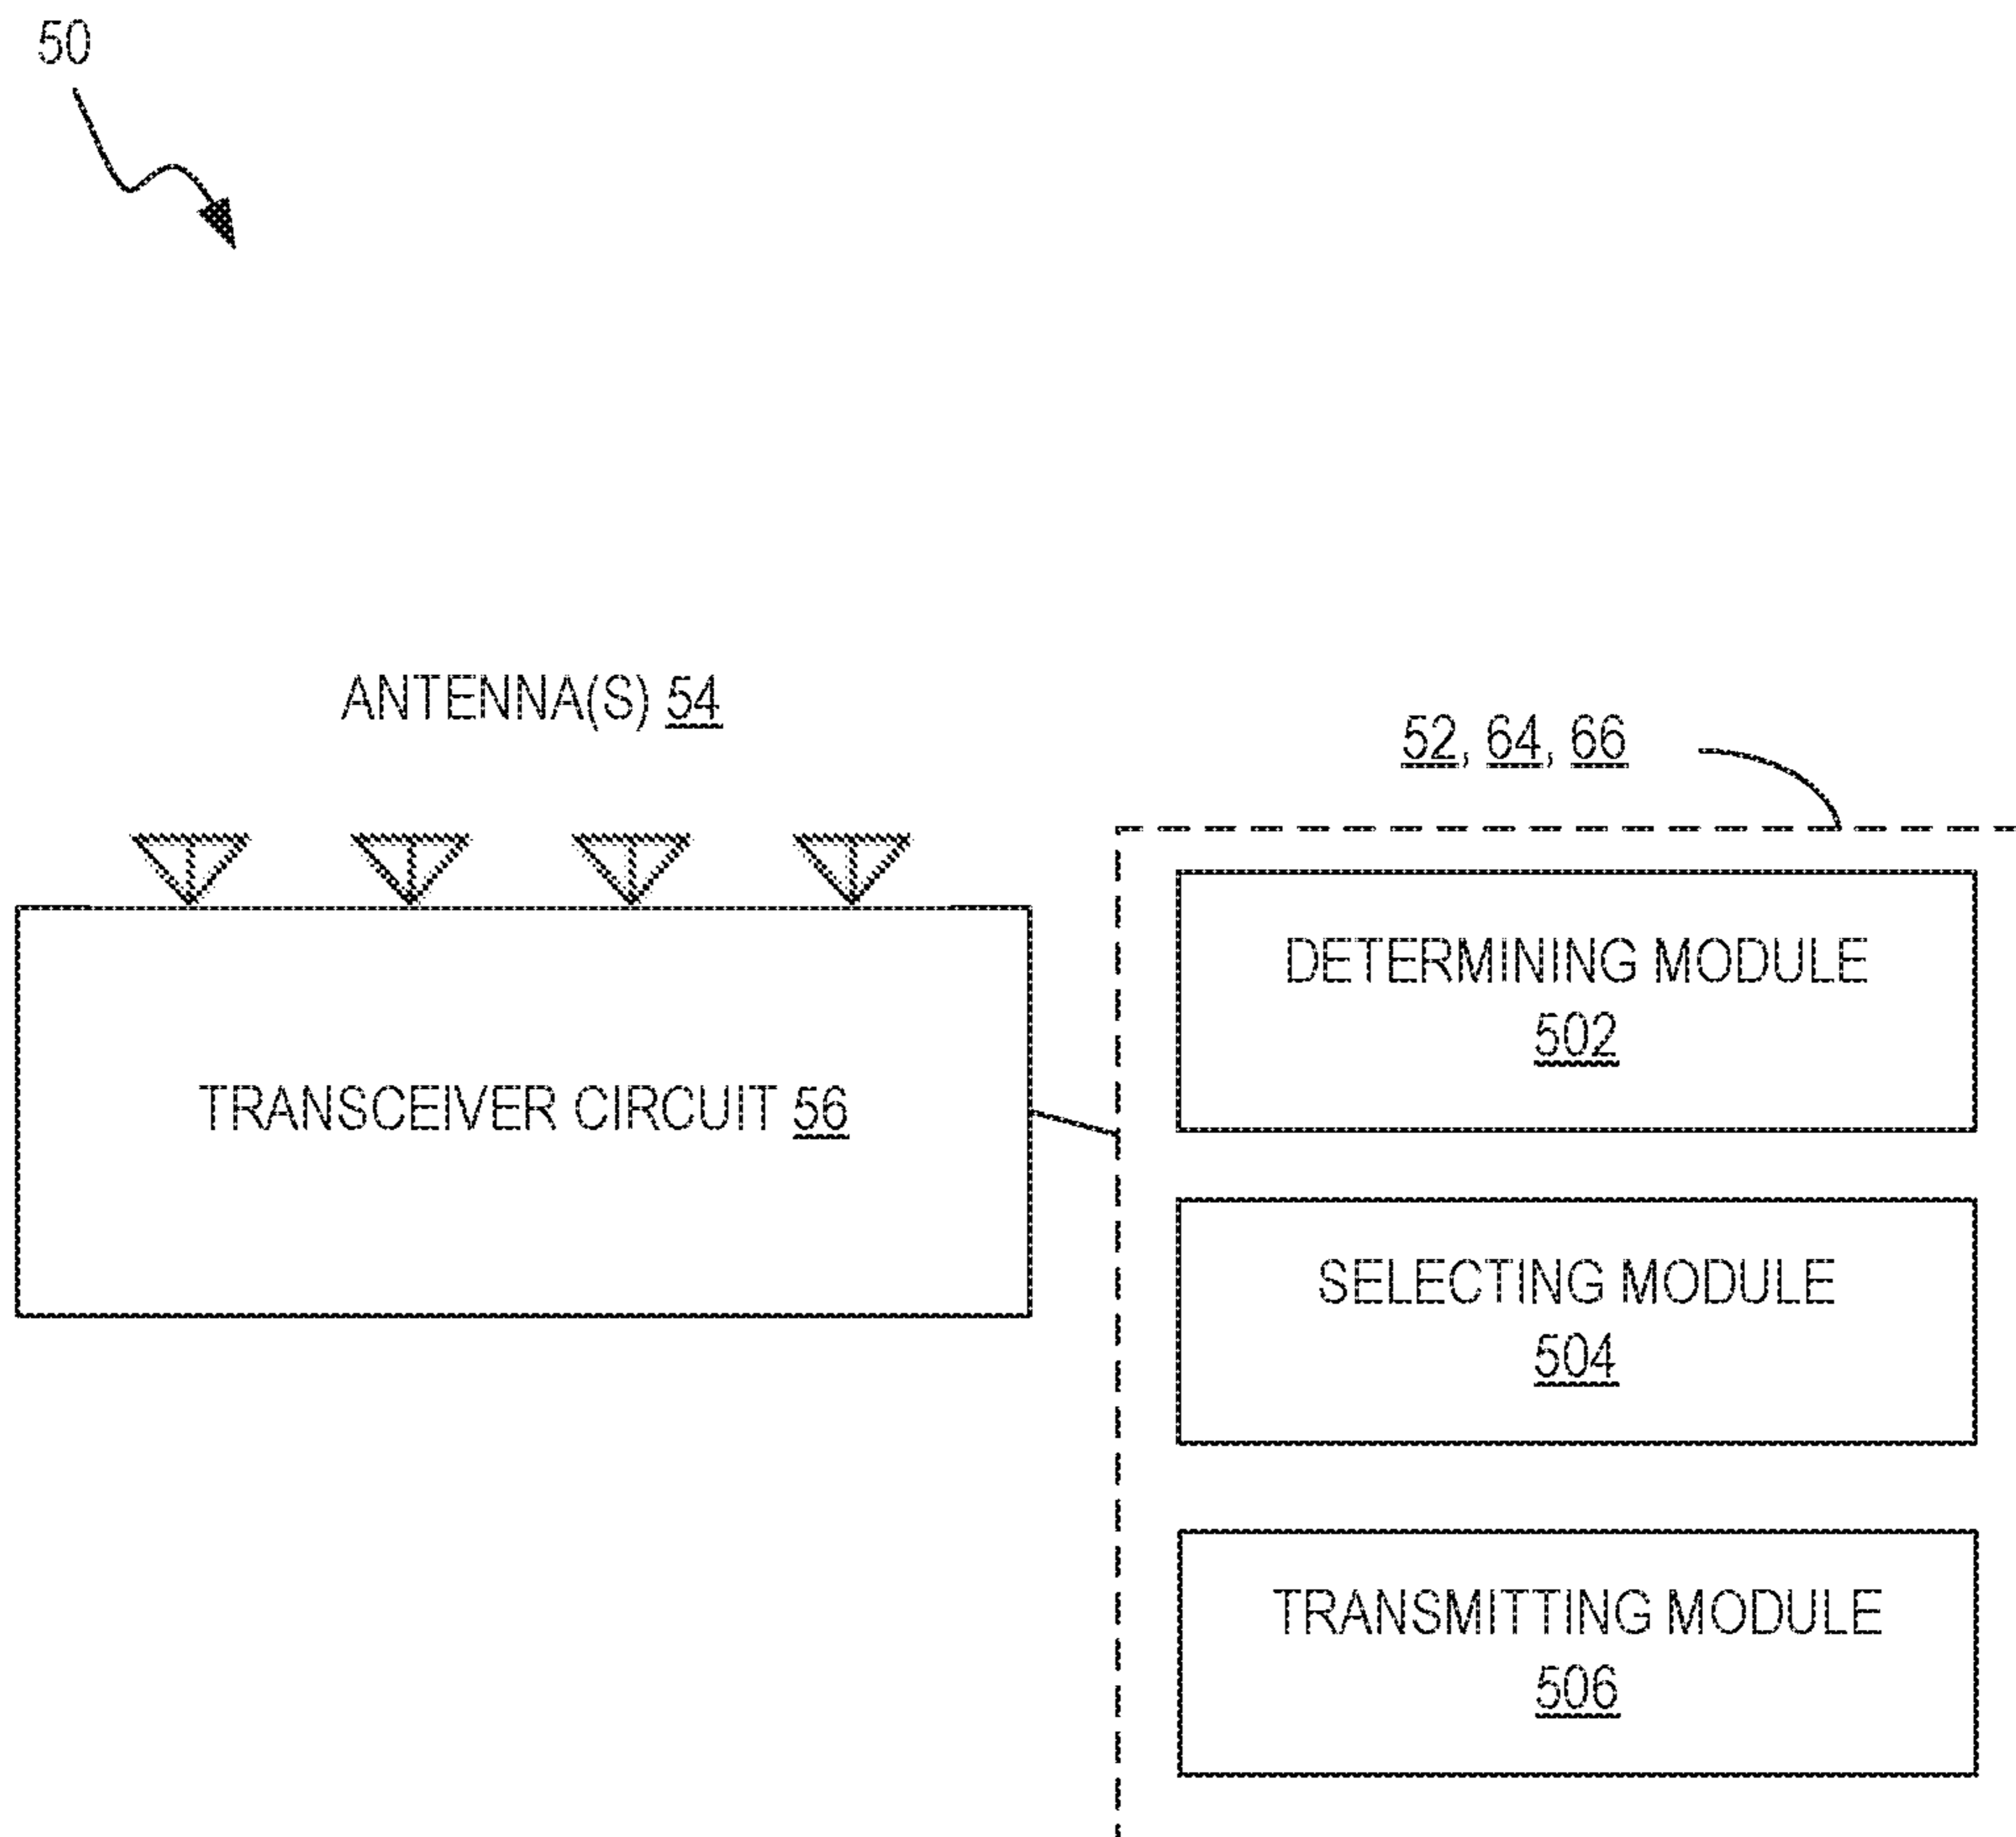 50
ANTENNA(S) 54
52, 64, 66
TRANSCEIVER CIRCUIT 56
DETERMINING MODULE
502
SELECTING MODULE
504
TRANSMITTING MODULE
506